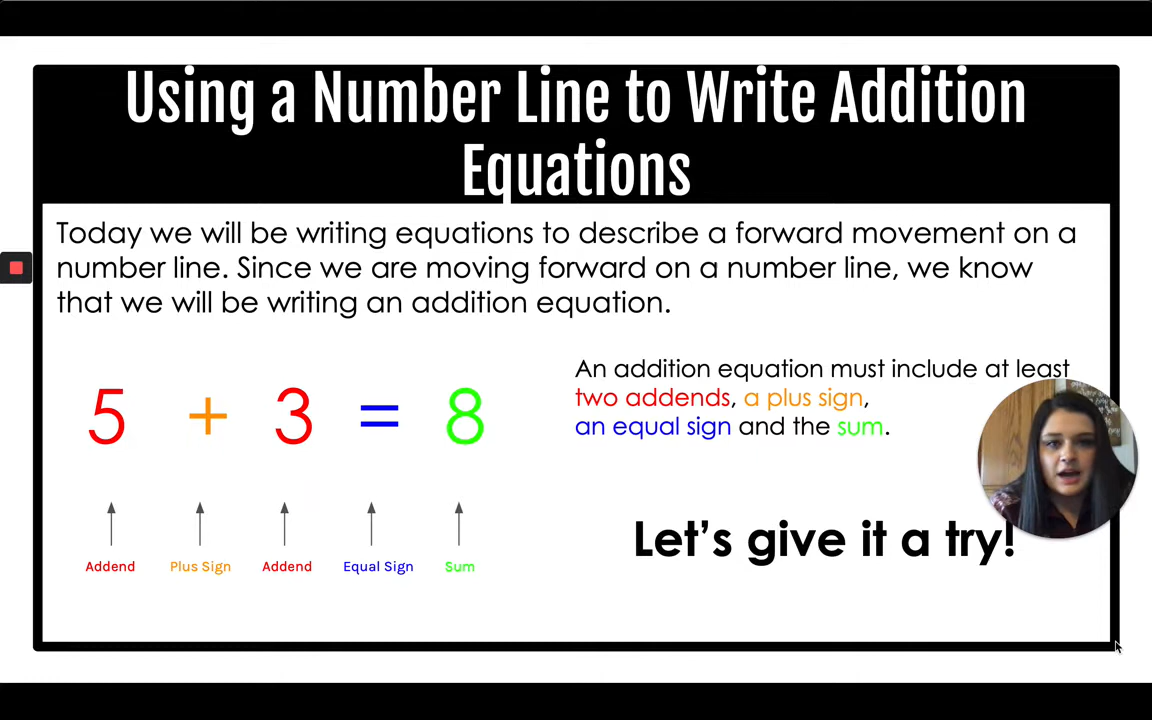 Using a Number Line to Write Addition
Equations
Today we will be writing equations to describe a forward movement on a
number line. Since we are moving forward on a number line, we know
that we will be writing an addition equation.
An addition equation must include at least
two addends, a plus sign,
an equal sign and the sum.
5 + 3 = 8
Addend Plus Sign Addend Equal Sign Sum
Let's give it a try!